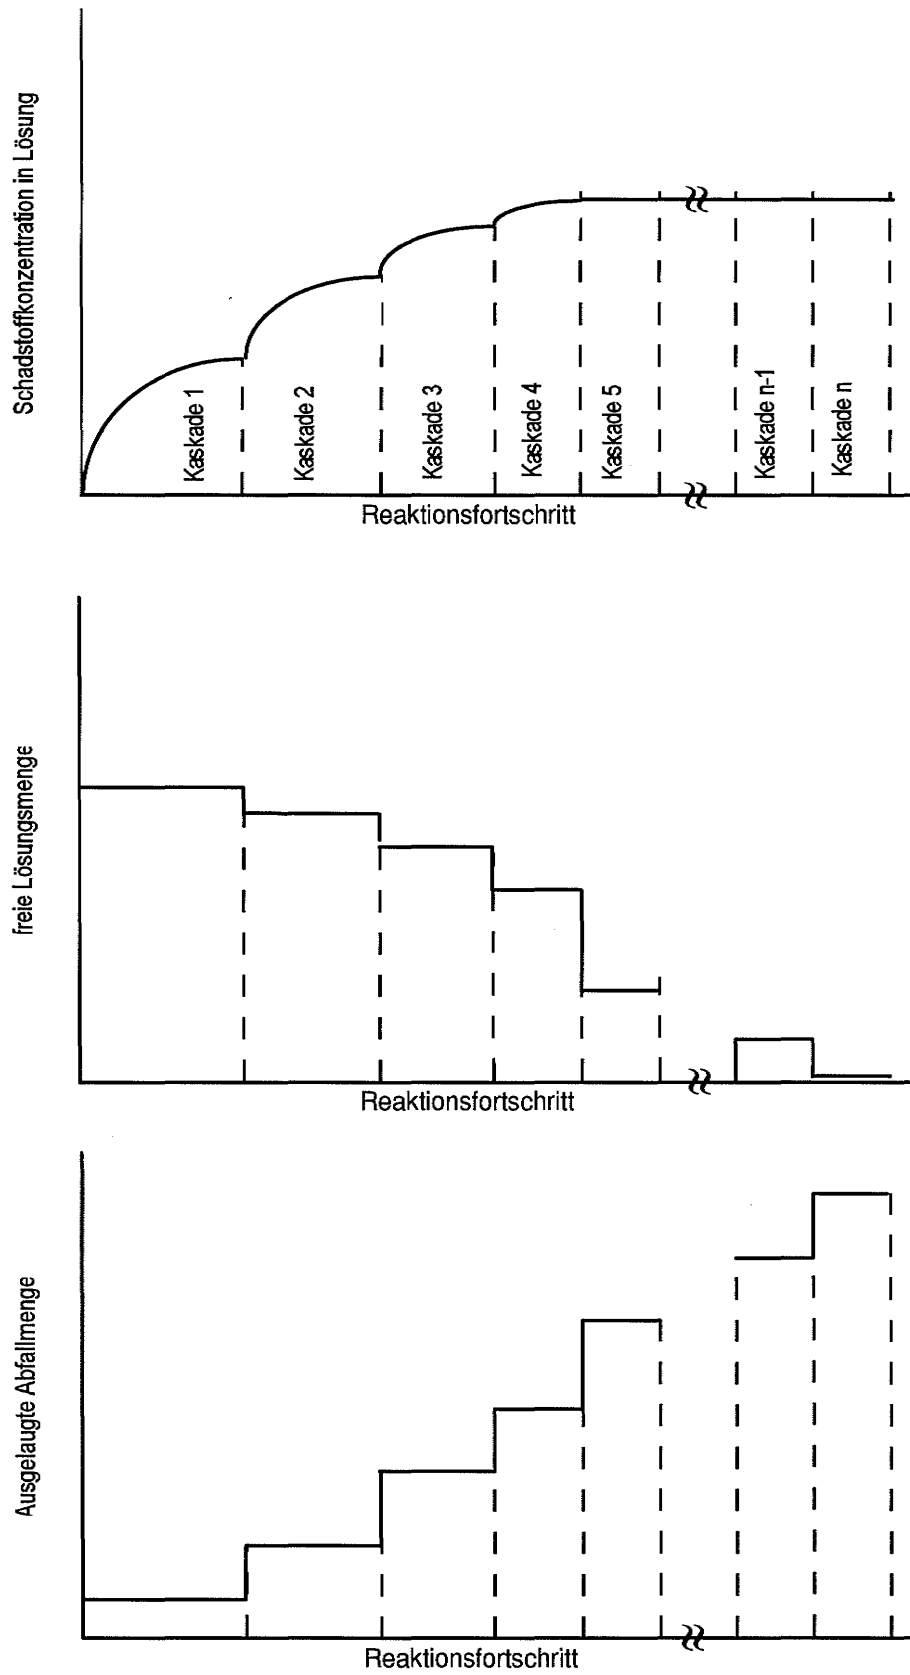 Schadstoffkonzentration in Lösung
Kaskade 1
Kaskade 2
Kaskade 3
Kaskade 4
Kaskade 5
Kaskade n-1
Kaskade n
Reaktionsfortschritt
freie Lösungsmenge
Reaktionsfortschritt
Ausgelaugte Abfallmenge
Reaktionsfortschritt